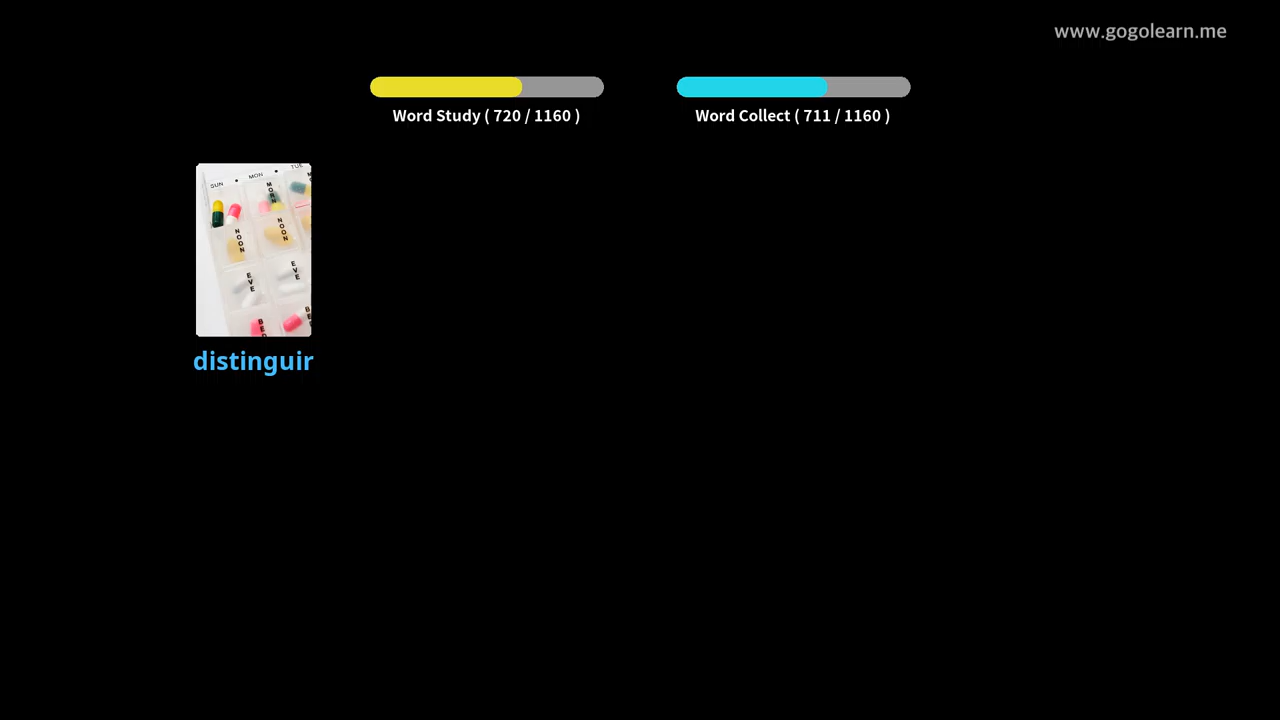 www.gogolearn.me
Word Study ( 720 / 1160 )
Word Collect ( 711 / 1160 )
SUN • MON • TUE
MORN
NOON
NOON
EVE
EVE
distinguir